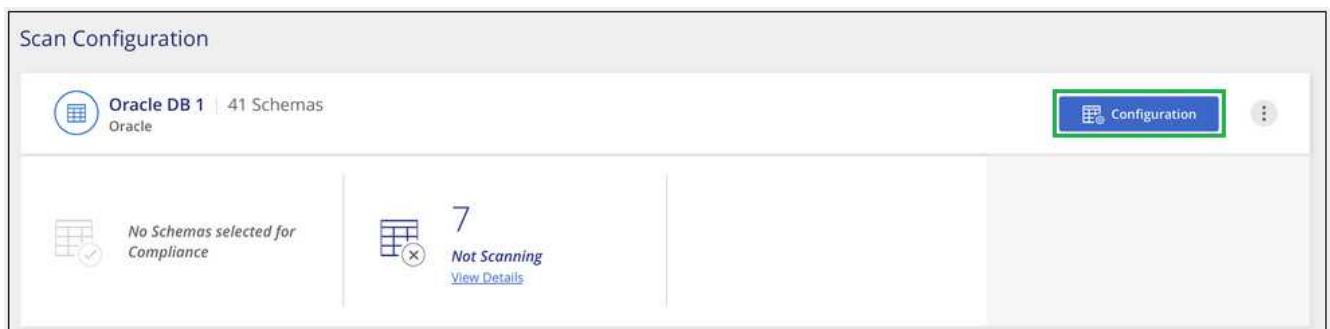 Scan Configuration
Oracle DB 1 | 41 Schemas
Oracle
Configuration
No Schemas selected for
Compliance
7
Not Scanning
View Details